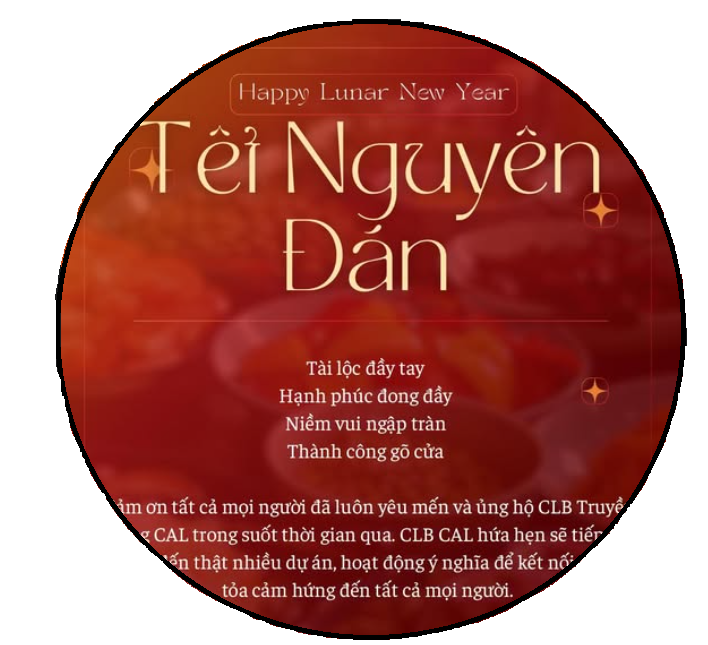 Happy Lunar New Year
Tết Nguyên
Đán
Tài lộc đầy tay
Hạnh phúc đong đầy
Niềm vui ngập tràn
Thành công gõ cửa
ơn tất cả mọi người đã luôn yêu mến và ủng hộ CLB
CAL trong suốt thời gian qua. CLB CAL hứa hẹn sẽ
thật nhiều dự án, hoạt động ý nghĩa để kết nối
tỏa cảm hứng đến tất cả mọi người.